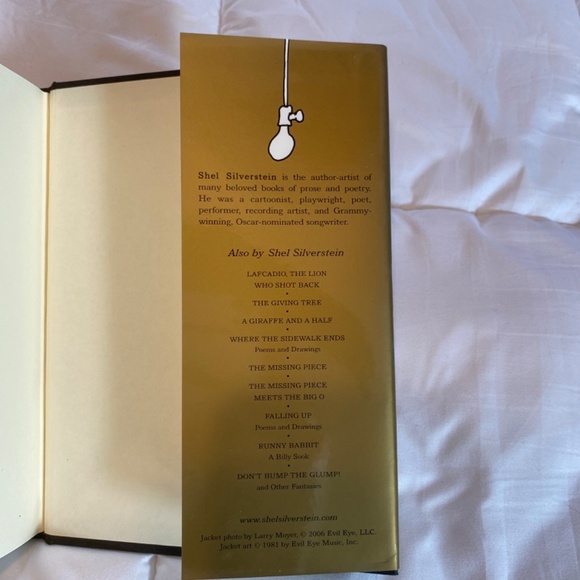 Shel Silverstein is the author-artist of
many beloved books of prose and poetry.
He was a cartoonist, playwright, poet,
performer, recording artist, and Grammy-
winning, Oscar-nominated songwriter.
Also by Shel Silverstein
LAFCADIO, THE LION
WHO SHOT BACK
•
THE GIVING TREE
•
A GIRAFFE AND A HALF
•
WHERE THE SIDEWALK ENDS
Poems and Drawings
•
THE MISSING PIECE
•
THE MISSING PIECE
MEETS THE BIG O
•
FALLING UP
Poems and Drawings
•
RUNNY BABBIT
A Billy Sook
•
DON'T BUMP THE GLUMP!
and Other Fantasies
www.shelsilverstein.com
Jacket photo by Larry Moyer, © 2006 Evil Eye, LLC.
Jacket art © 1981 by Evil Eye Music, Inc.